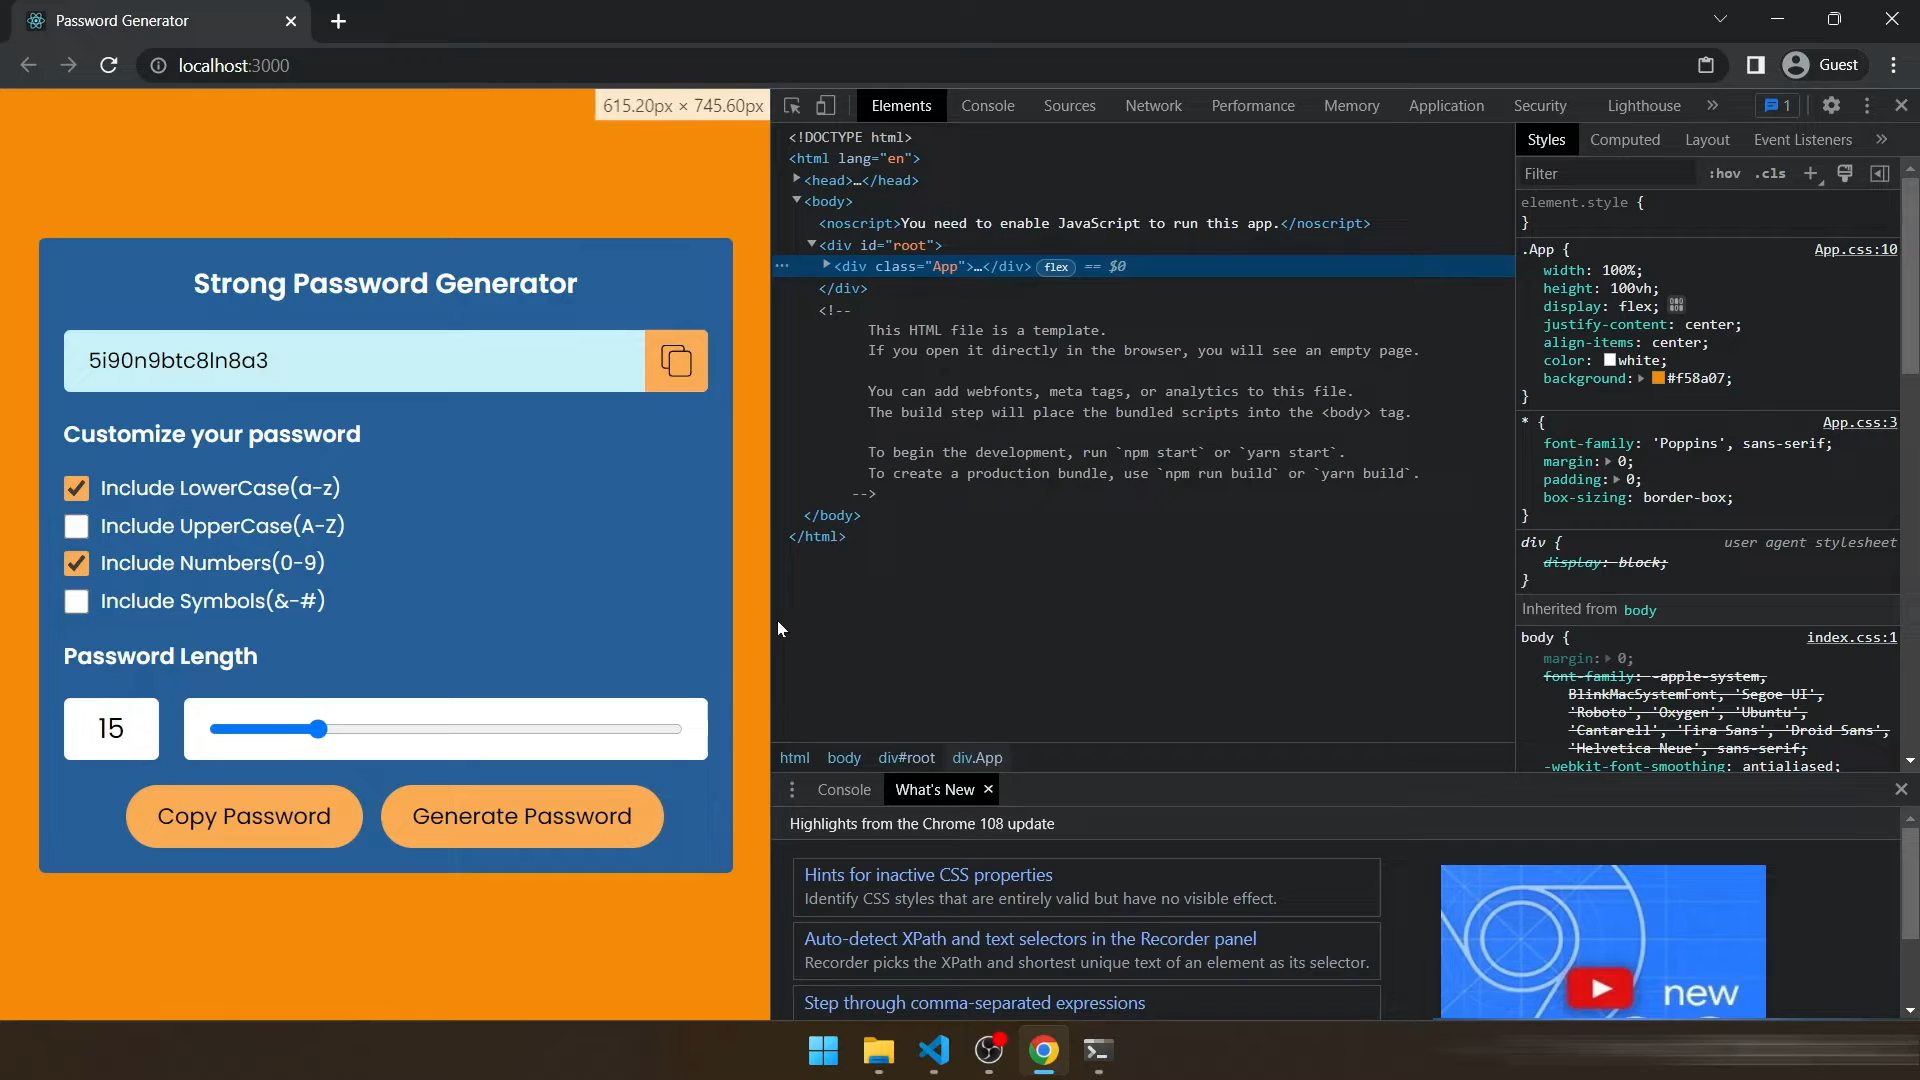 Password Generator
localhost:3000
Guest
615.20px × 745.60px
Elements Console Sources Network Performance Memory Application Security Lighthouse 1
Strong Password Generator
5i90n9btc8ln8a3
Customize your password
Include LowerCase(a-z)
Include UpperCase(A-Z)
Include Numbers(0-9)
Include Symbols(&-#)
Password Length
15
Copy Password Generate Password
<!DOCTYPE html>
<html lang="en">
<head>…</head>
<body>
<noscript>You need to enable JavaScript to run this app.</noscript>
<div id="root">
<div class="App">…</div> flex == $0
</div>
<!--
This HTML file is a template.
If you open it directly in the browser, you will see an empty page.
You can add webfonts, meta tags, or analytics to this file.
The build step will place the bundled scripts into the <body> tag.
To begin the development, run `npm start` or `yarn start`.
To create a production bundle, use `npm run build` or `yarn build`.
-->
</body>
</html>
html body div#root div.App
Styles Computed Layout Event Listeners
Filter :hov .cls
element.style {
}
.App { App.css:10
width: 100%;
height: 100vh;
display: flex;
justify-content: center;
align-items: center;
color: white;
background: #f58a07;
}
* { App.css:3
font-family: 'Poppins', sans-serif;
margin: 0;
padding: 0;
box-sizing: border-box;
}
div { user agent stylesheet
display: block;
}
Inherited from body
body { index.css:1
margin: 0;
font-family: -apple-system,
BlinkMacSystemFont, 'Segoe UI',
'Roboto', 'Oxygen', 'Ubuntu',
'Cantarell', 'Fira Sans', 'Droid Sans',
'Helvetica Neue', sans-serif;
-webkit-font-smoothing: antialiased;
Console What's New
Highlights from the Chrome 108 update
Hints for inactive CSS properties
Identify CSS styles that are entirely valid but have no visible effect.
Auto-detect XPath and text selectors in the Recorder panel
Recorder picks the XPath and shortest unique text of an element as its selector.
Step through comma-separated expressions
new